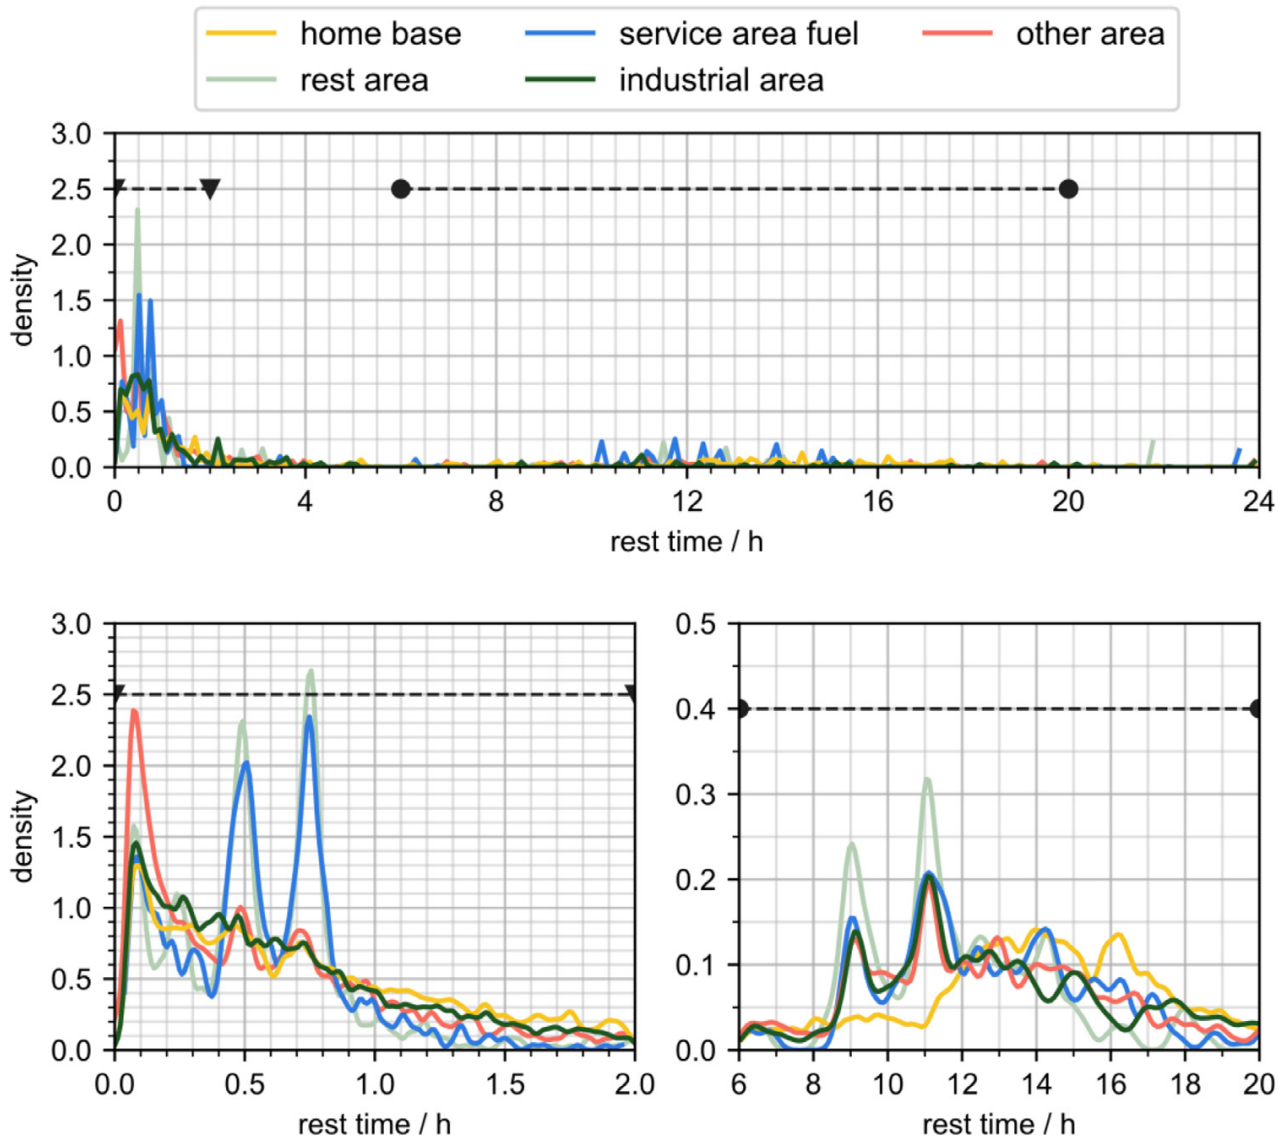 home base service area fuel other area
rest area industrial area
3.0
2.5
2.0
1.5
1.0
0.5
0.0
density
0 4 8 12 16 20 24
rest time / h
3.0
2.5
2.0
1.5
1.0
0.5
0.0
density
0.0 0.5 1.0 1.5 2.0
rest time / h
0.5
0.4
0.3
0.2
0.1
0.0
6 8 10 12 14 16 18 20
rest time / h